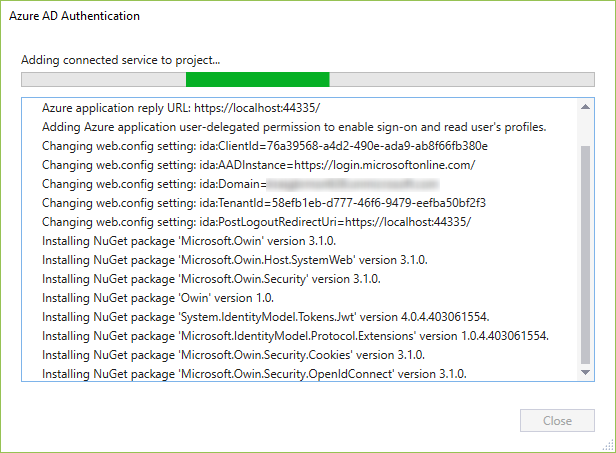 Azure AD Authentication
Adding connected service to project...
Azure application reply URL: https://localhost:44335/
Adding Azure application user-delegated permission to enable sign-on and read user's profiles.
Changing web.config setting: ida:ClientId=76a39568-a4d2-490e-ada9-ab8f66fb380e
Changing web.config setting: ida:AADInstance=https://login.microsoftonline.com/
Changing web.config setting: ida:Domain=
Changing web.config setting: ida:TenantId=58efb1eb-d777-46f6-9479-eefba50bf2f3
Changing web.config setting: ida:PostLogoutRedirectUri=https://localhost:44335/
Installing NuGet package 'Microsoft.Owin' version 3.1.0.
Installing NuGet package 'Microsoft.Owin.Host.SystemWeb' version 3.1.0.
Installing NuGet package 'Microsoft.Owin.Security' version 3.1.0.
Installing NuGet package 'Owin' version 1.0.
Installing NuGet package 'System.IdentityModel.Tokens.Jwt' version 4.0.4.403061554.
Installing NuGet package 'Microsoft.IdentityModel.Protocol.Extensions' version 1.0.4.403061554.
Installing NuGet package 'Microsoft.Owin.Security.Cookies' version 3.1.0.
Installing NuGet package 'Microsoft.Owin.Security.OpenIdConnect' version 3.1.0.
Close